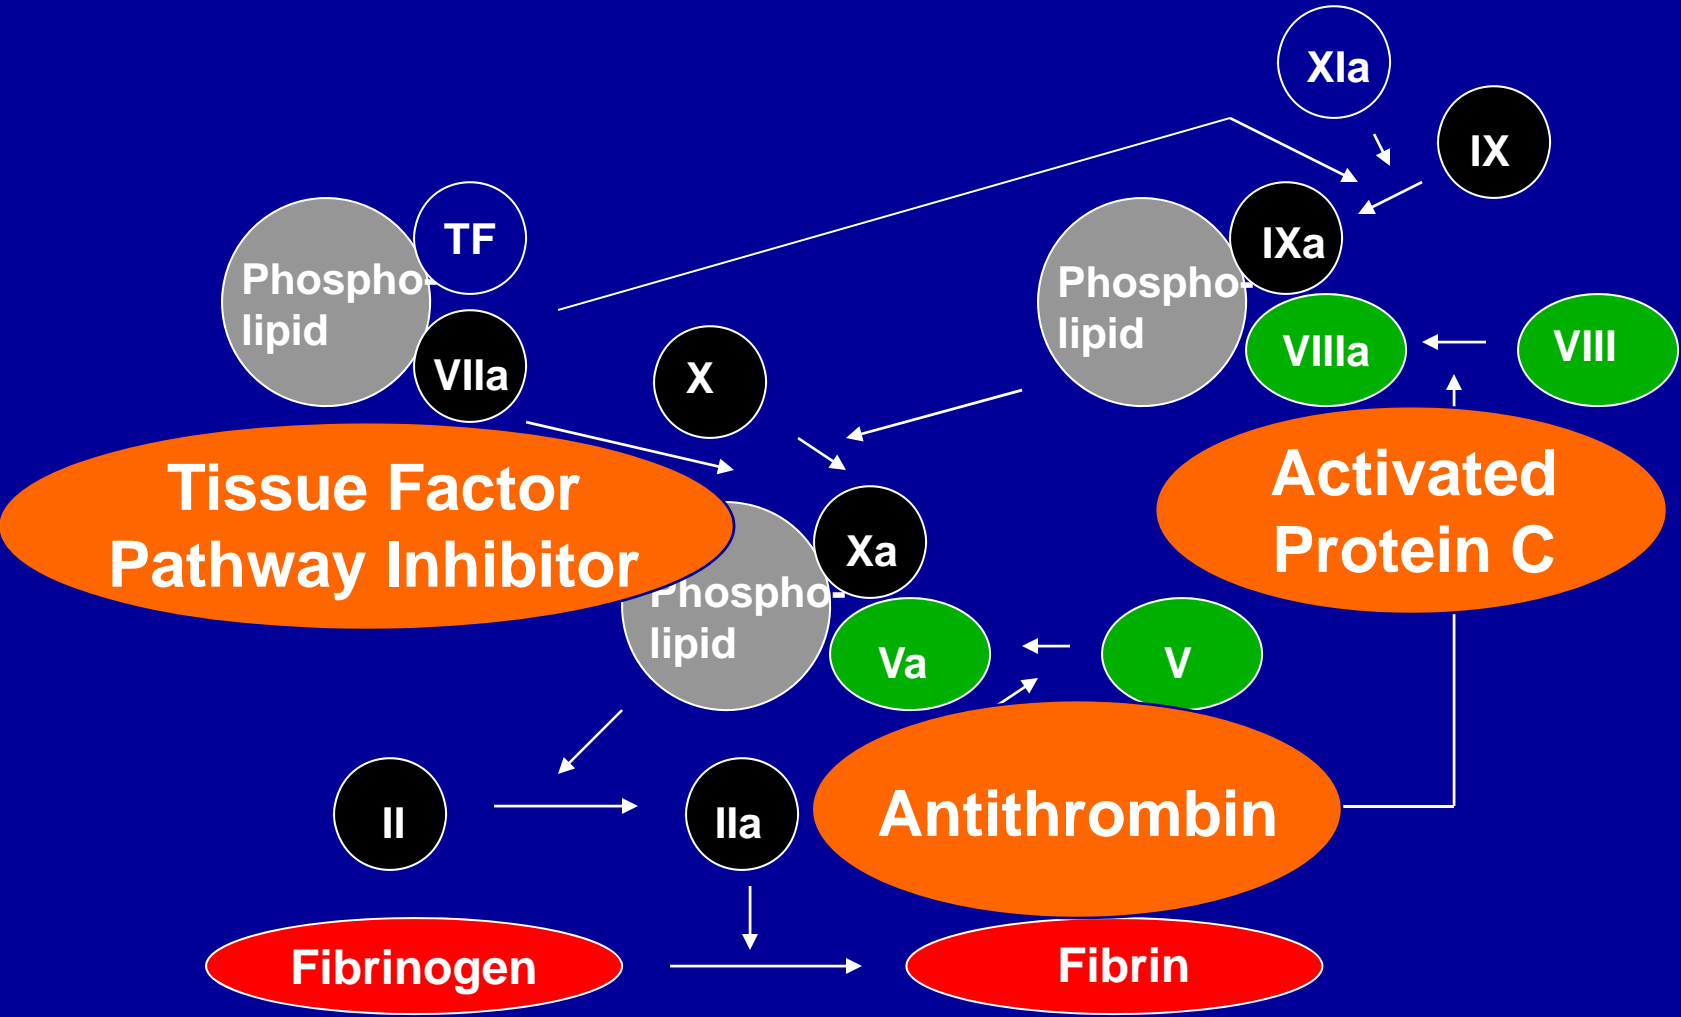 XIa
IX
TF
IXa
Phospho-
lipid
Phospho-
lipid
VIIIa
VIII
VIIa
X
Tissue Factor
Pathway Inhibitor
Activated
Protein C
Xa
Phospho-
lipid
Va
V
II
IIa
Antithrombin
Fibrinogen
Fibrin